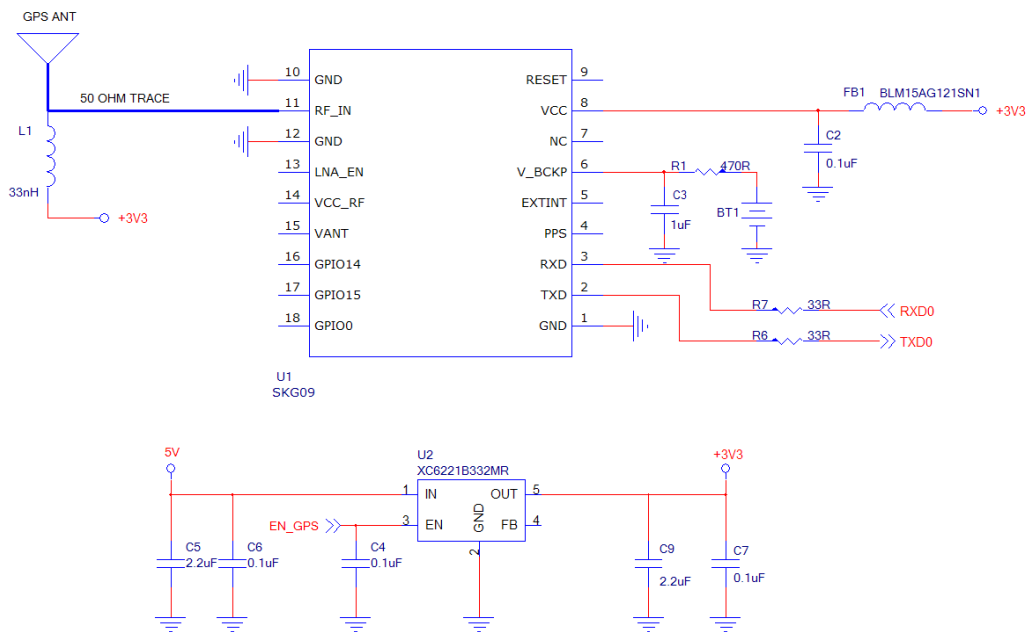 GPS ANT
50 OHM TRACE
L1
33nH
+3V3
10 GND
11 RF_IN
12 GND
13 LNA_EN
14 VCC_RF
15 VANT
16 GPIO14
17 GPIO15
18 GPIO0
RESET 9
VCC 8
NC 7
V_BCKP 6
EXTINT 5
PPS 4
RXD 3
TXD 2
GND 1
U1
SKG09
FB1 BLM15AG121SN1
+3V3
C2
0.1uF
R1 470R
C3
1uF
BT1
R7 33R
RXD0
R6 33R
TXD0
5V
U2
XC6221B332MR
+3V3
1 IN OUT 5
EN_GPS
3 EN GND FB 4
2
C5
2.2uF
C6
0.1uF
C4
0.1uF
C9
2.2uF
C7
0.1uF